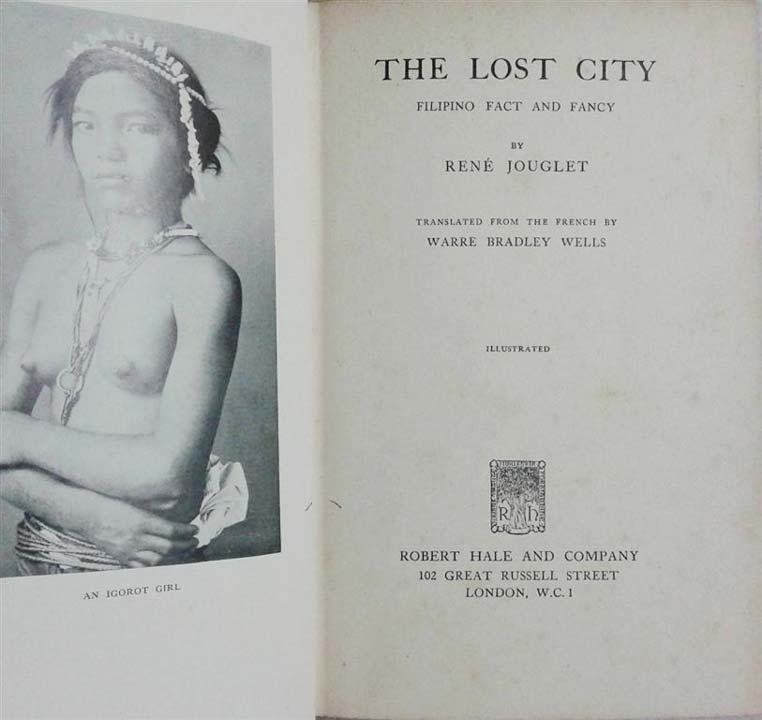 AN IGOROT GIRL
THE LOST CITY
FILIPINO FACT AND FANCY
BY
RENÉ JOUGLET
TRANSLATED FROM THE FRENCH BY
WARRE BRADLEY WELLS
ILLUSTRATED
R H
ROBERT HALE AND COMPANY
102 GREAT RUSSELL STREET
LONDON, W.C.1